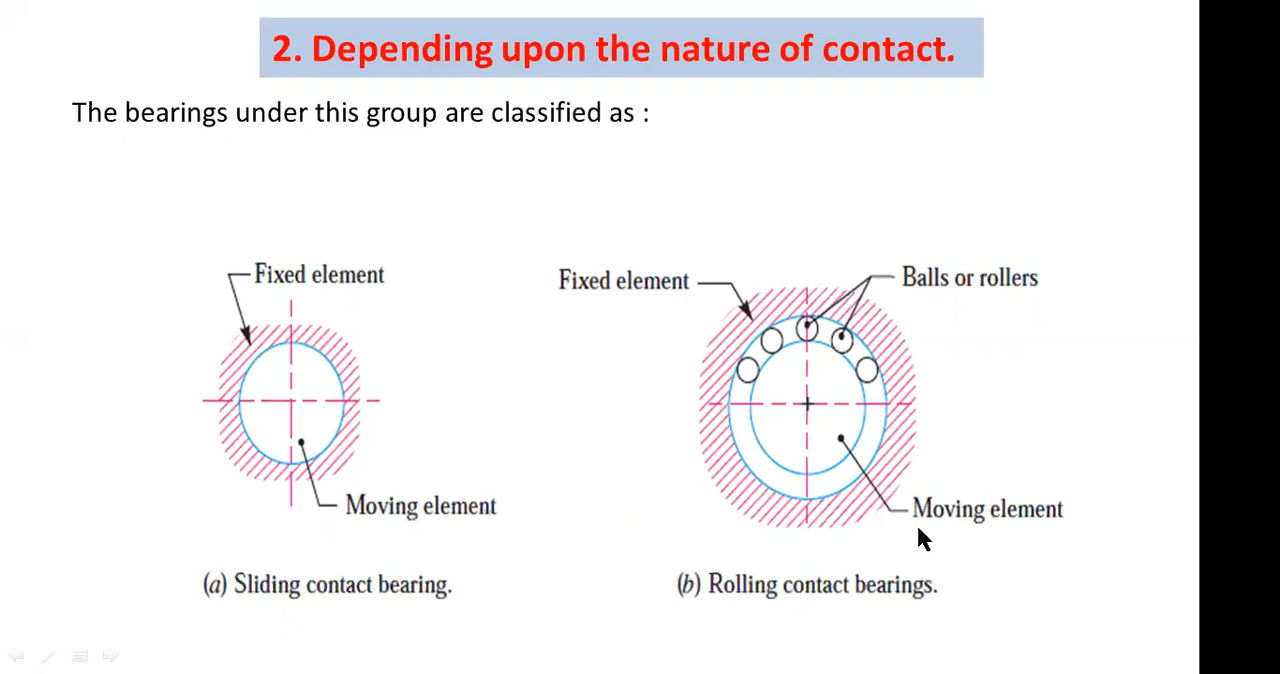 2. Depending upon the nature of contact.
The bearings under this group are classified as :
Fixed element
Moving element
(a) Sliding contact bearing.
Fixed element
Balls or rollers
Moving element
(b) Rolling contact bearings.